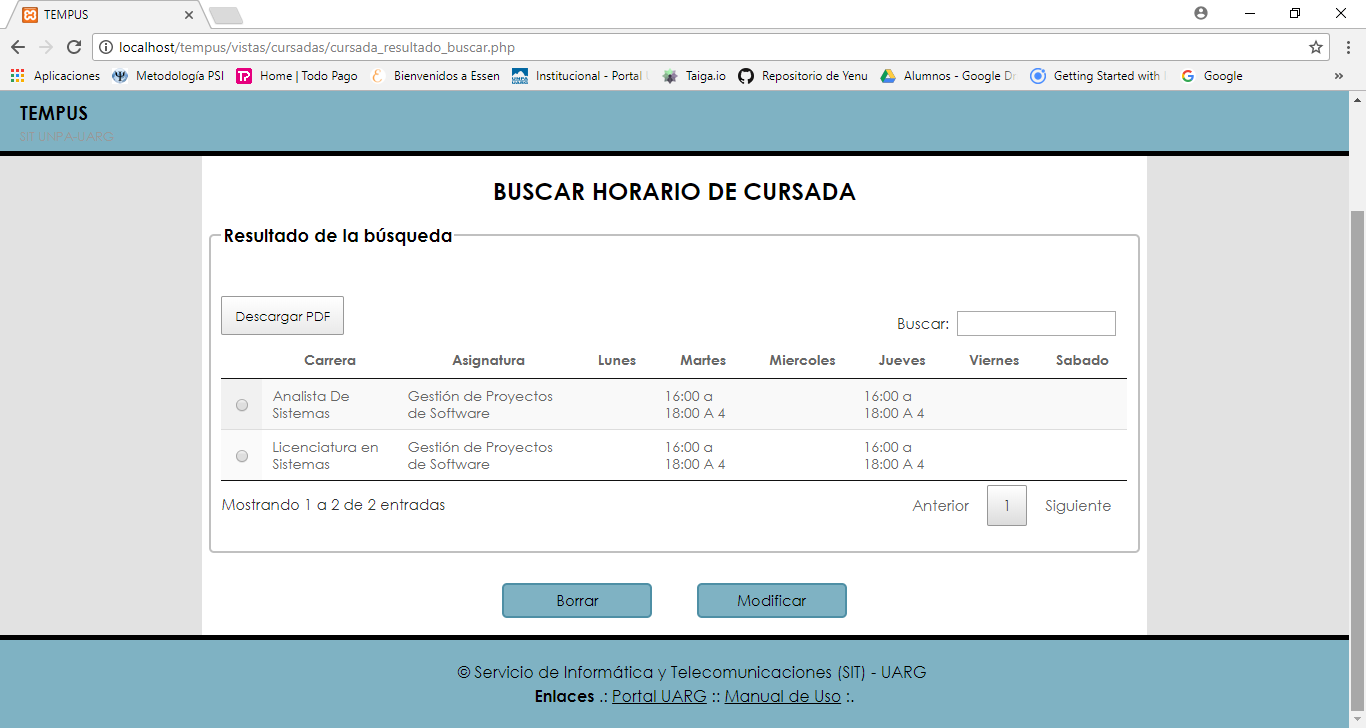 TEMPUS
localhost/tempus/vistas/cursadas/cursada_resultado_buscar.php
Aplicaciones Metodología PSI Home | Todo Pago Bienvenidos a Essen Institucional - Portal Taiga.io Repositorio de Yenu Alumnos - Google Dr Getting Started with Google »
TEMPUS
SIT-UNPA-UARG
BUSCAR HORARIO DE CURSADA
Resultado de la búsqueda
Descargar PDF
Buscar:
Carrera Asignatura Lunes Martes Miercoles Jueves Viernes Sabado
Analista De Gestión de Proyectos 16:00 a 16:00 a
Sistemas de Software 18:00 A 4 18:00 A 4
Licenciatura en Gestión de Proyectos 16:00 a 16:00 a
Sistemas de Software 18:00 A 4 18:00 A 4
Mostrando 1 a 2 de 2 entradas Anterior 1 Siguiente
Borrar Modificar
© Servicio de Informática y Telecomunicaciones (SIT) - UARG
Enlaces .: Portal UARG :: Manual de Uso :.